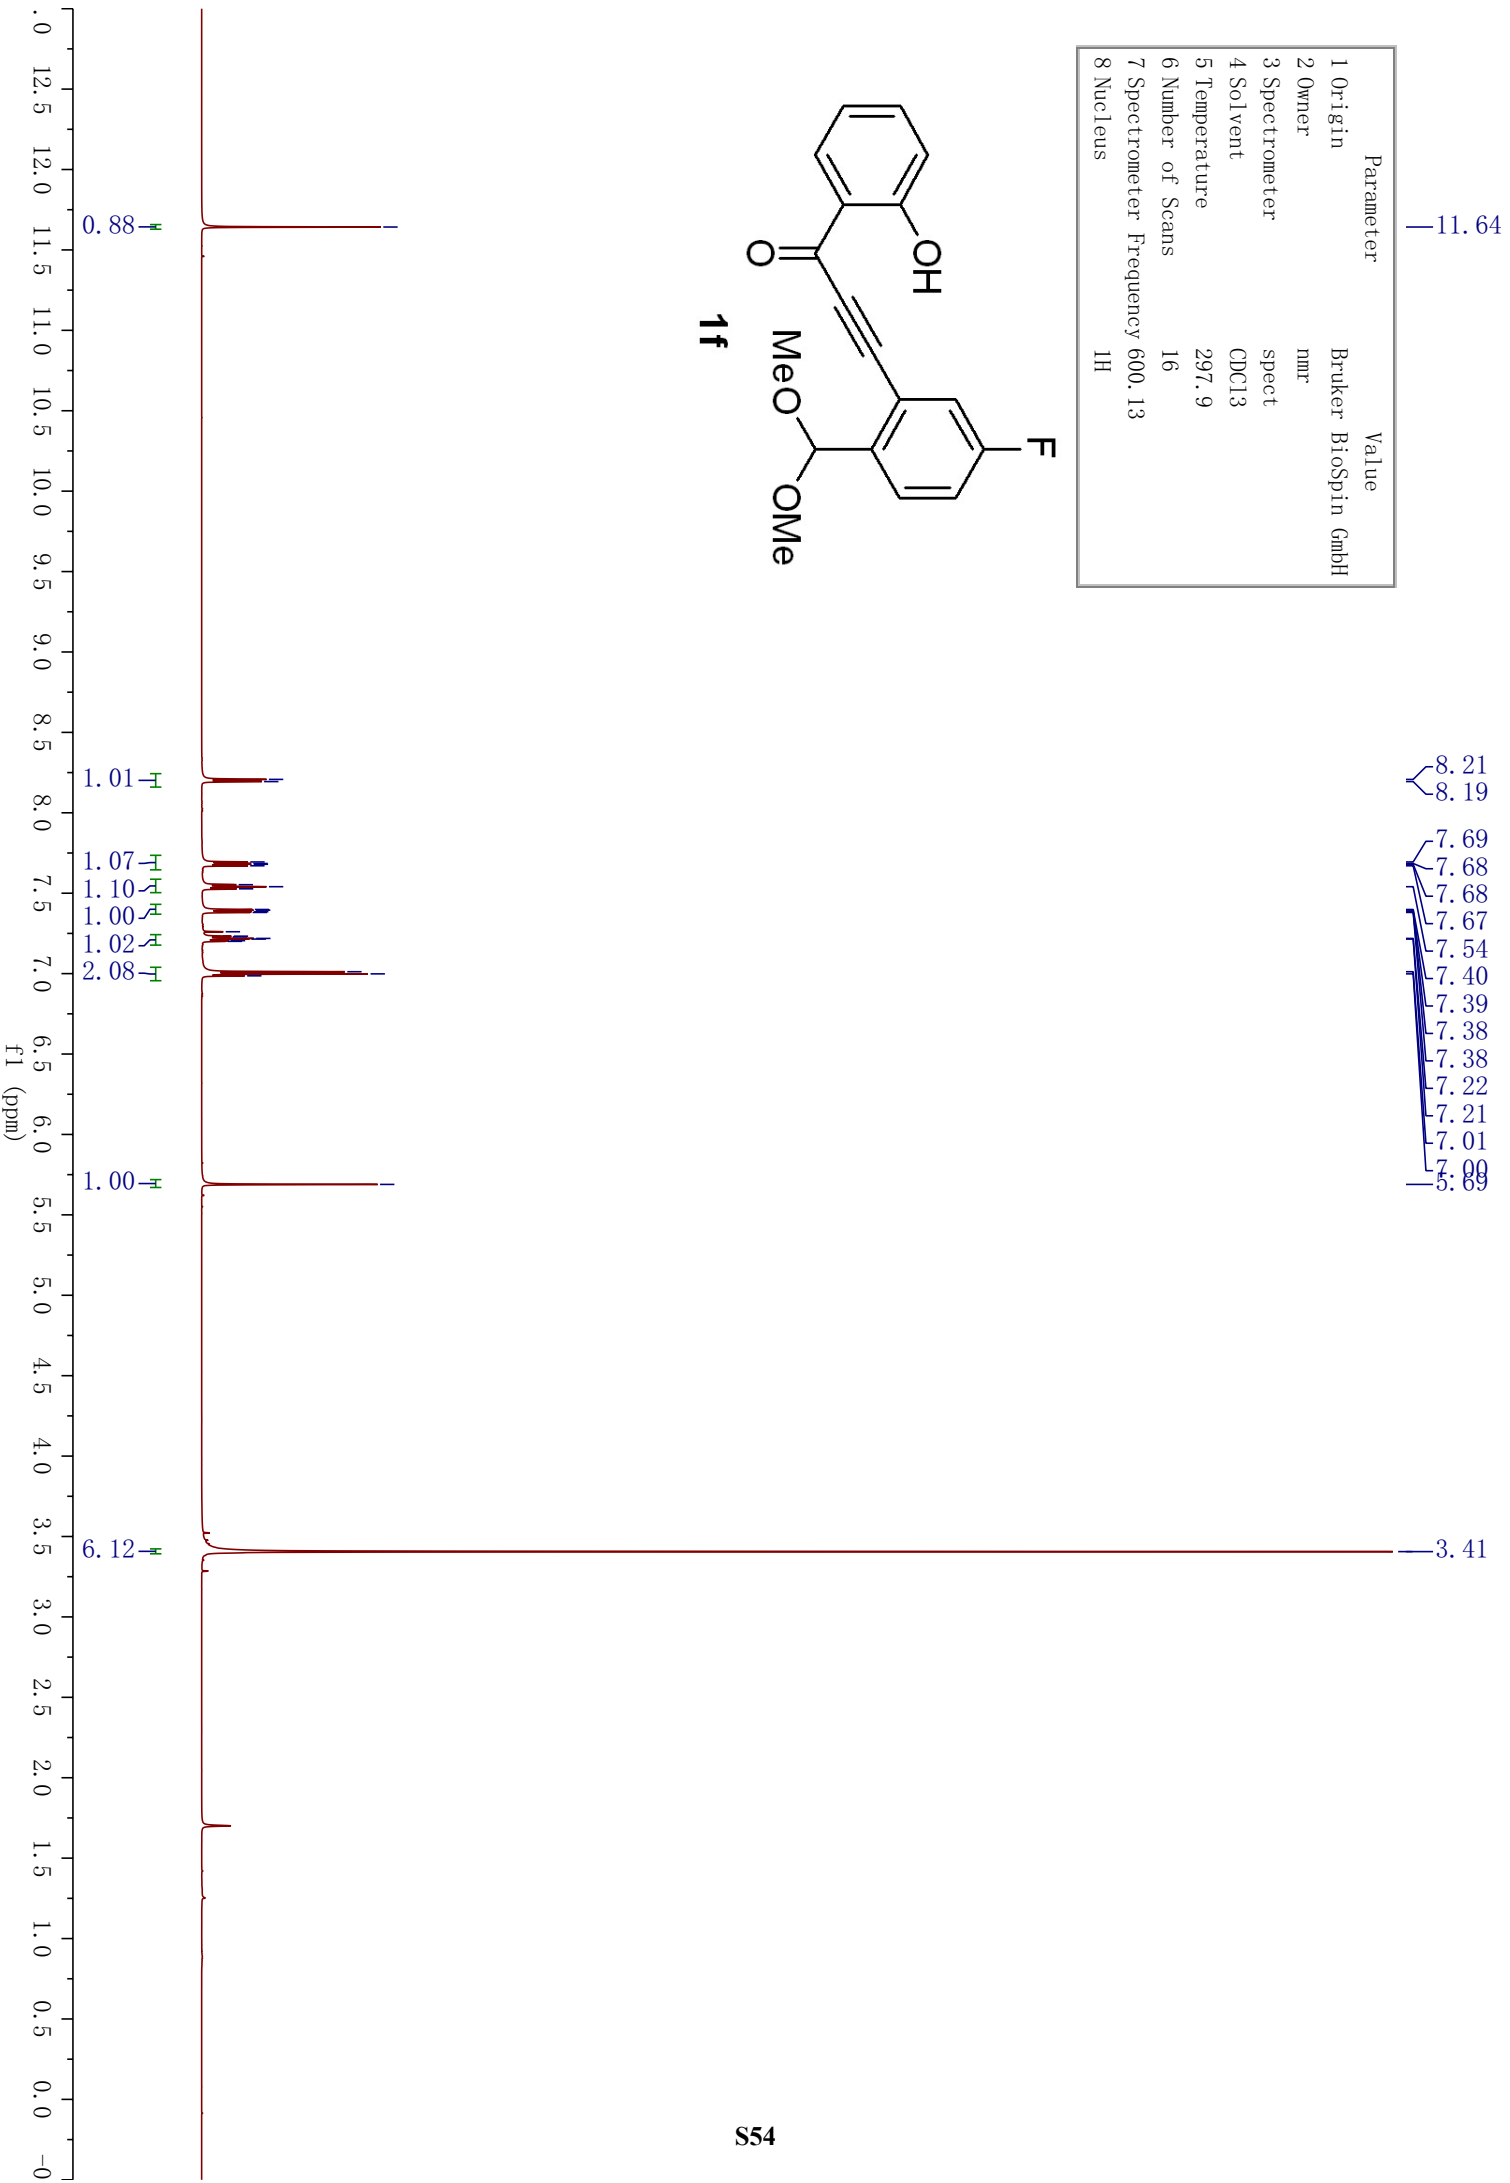 Parameter Value
1 Origin Bruker BioSpin GmbH
2 Owner nmr
3 Spectrometer spect
4 Solvent CDCl3
5 Temperature 297.9
6 Number of Scans 16
7 Spectrometer Frequency 600.13
8 Nucleus 1H
11.64
8.21
8.19
7.69
7.68
7.68
7.67
7.54
7.40
7.39
7.38
7.38
7.22
7.21
7.01
7.00
5.69
3.41
F
OH
O
MeO OMe
1f
0.88
1.01
1.07
1.10
1.00
1.02
2.08
1.00
6.12
.0 12.5 12.0 11.5 11.0 10.5 10.0 9.5 9.0 8.5 8.0 7.5 7.0 6.5 6.0 5.5 5.0 4.5 4.0 3.5 3.0 2.5 2.0 1.5 1.0 0.5 0.0 -0
f1 (ppm)
S54